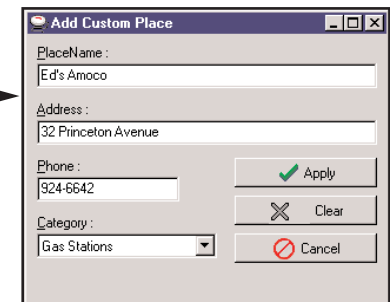 Add Custom Place
PlaceName :
Ed's Amoco
Address :
32 Princeton Avenue
Phone :
924-6642
Apply
Clear
Category :
Gas Stations
Cancel